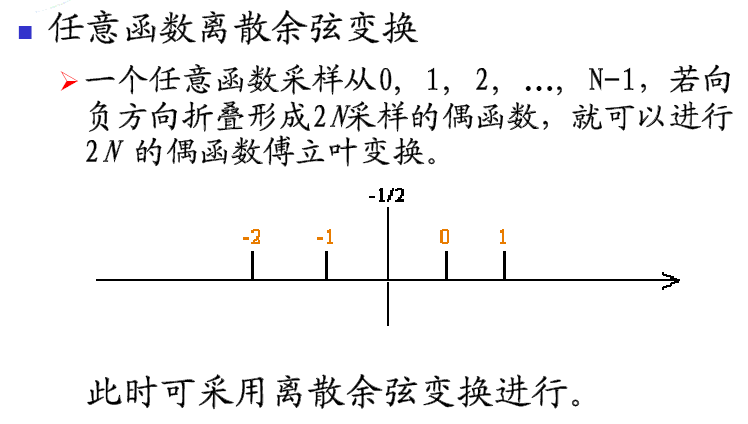 任意函数离散余弦变换
一个任意函数采样从0, 1, 2, …, N-1, 若向
负方向折叠形成2N采样的偶函数, 就可以进行
2N 的偶函数傅立叶变换。
-1/2
-2 -1 0 1
此时可采用离散余弦变换进行。